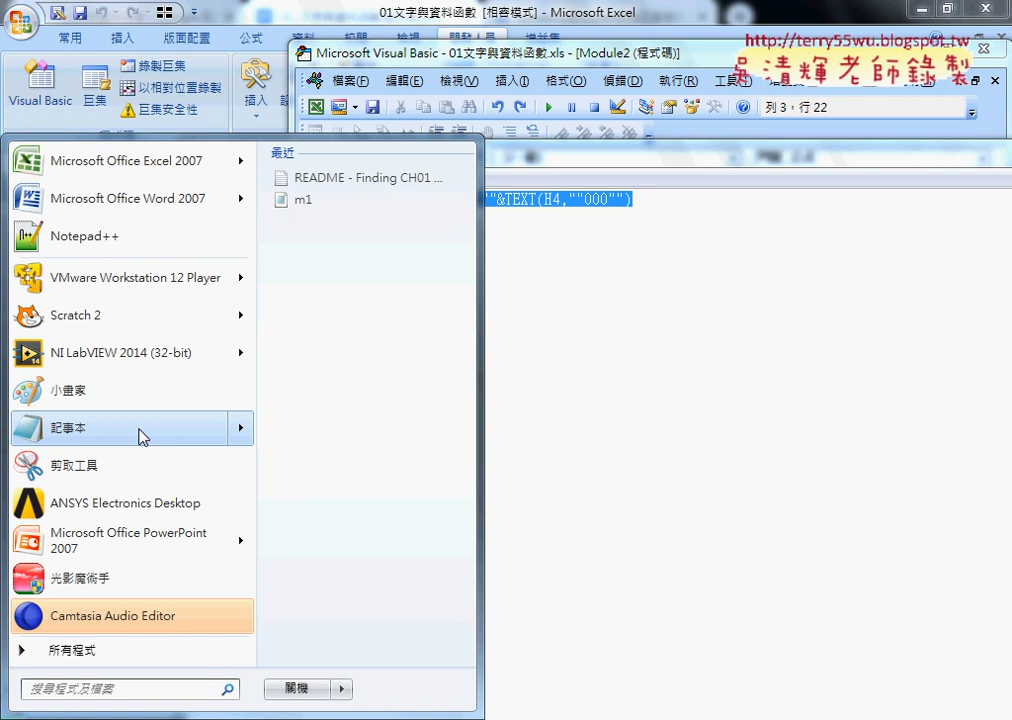 01文字與資料函數 [相容模式] - Microsoft Excel
常用
插入
版面配置
公式
資料
校閱
檢視
開發人員
增益集
Visual Basic
巨集
錄製巨集
以相對位置錄製
巨集安全性
插入
Microsoft Visual Basic - 01文字與資料函數.xls - [Module2 (程式碼)]
http://terry55wu.blogspot.tw
吳清輝老師錄製
檔案(F)
編輯(E)
檢視(V)
插入(I)
格式(O)
偵錯(D)
執行(R)
工具(T)
列 3，行 22
"&TEXT(H4,""000"")
Microsoft Office Excel 2007
Microsoft Office Word 2007
Notepad++
VMware Workstation 12 Player
Scratch 2
NI LabVIEW 2014 (32-bit)
小畫家
記事本
剪取工具
ANSYS Electronics Desktop
Microsoft Office PowerPoint
2007
光影魔術手
Camtasia Audio Editor
所有程式
搜尋程式及檔案
關機
最近
README - Finding CH01 ...
m1